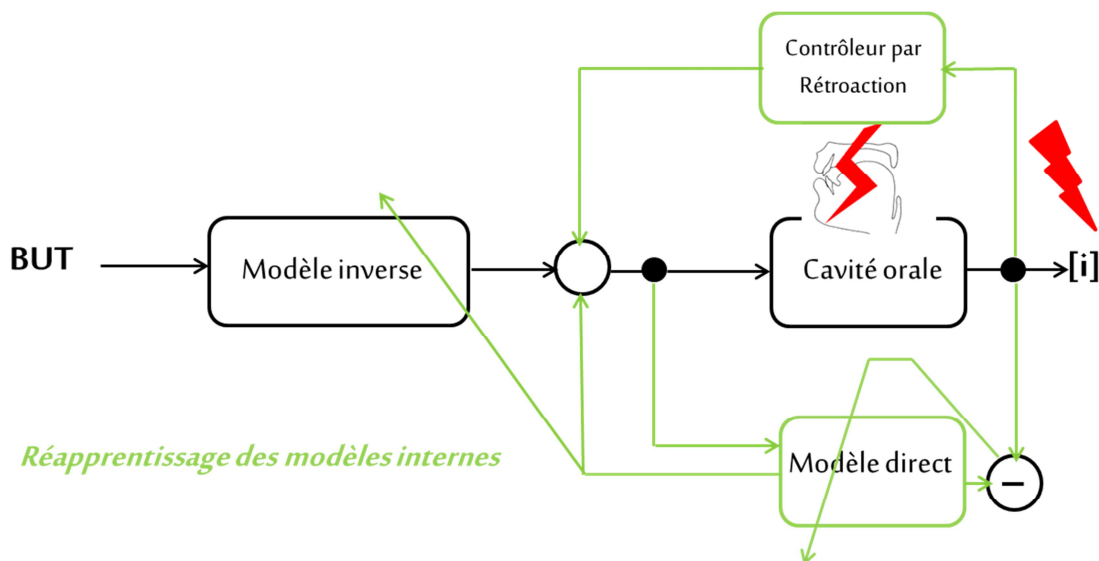 Contrôleur par
Rétroaction
BUT
Modèle inverse
Cavité orale
[i]
Réapprentissage des modèles internes
Modèle direct
−